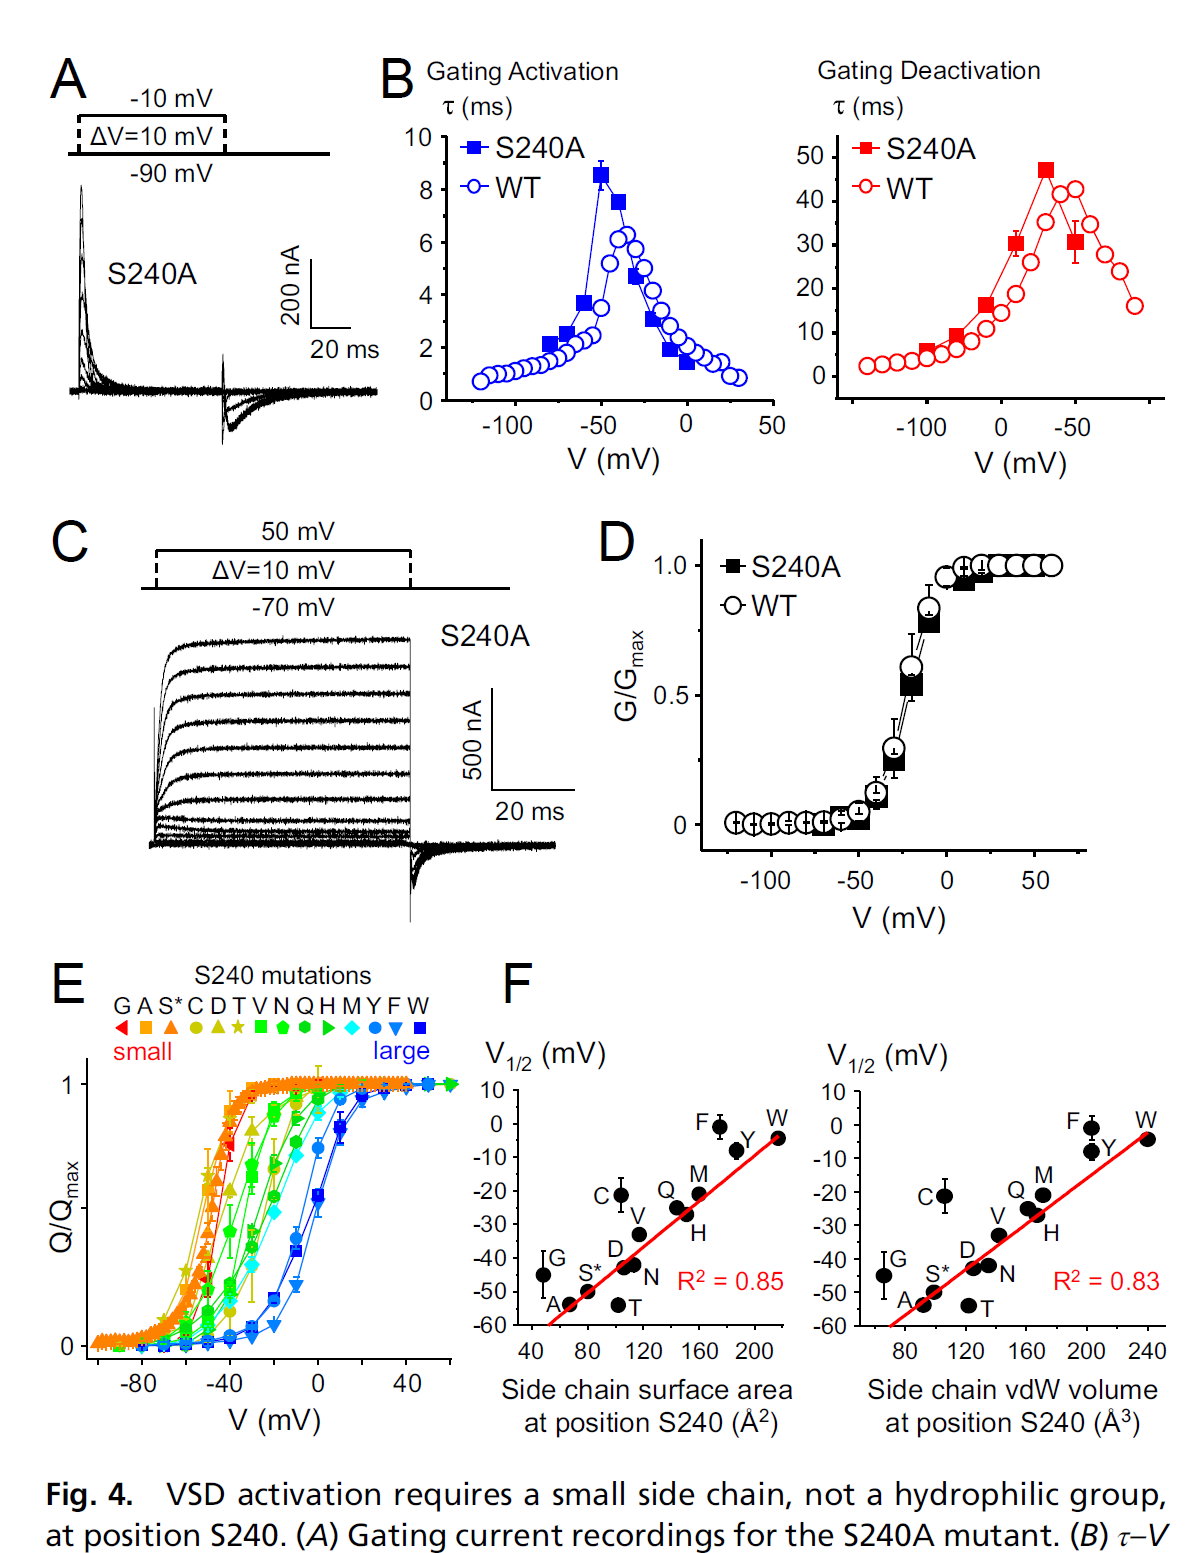 A
-10 mV
ΔV=10 mV
-90 mV
S240A
200 nA
20 ms
B
Gating Activation
τ (ms)
S240A
WT
10
8
6
4
2
0
-100
-50
0
50
V (mV)
Gating Deactivation
τ (ms)
S240A
WT
50
40
30
20
10
0
-100
0
-50
V (mV)
C
50 mV
ΔV=10 mV
-70 mV
S240A
500 nA
20 ms
D
S240A
WT
G/Gmax
1.0
0.5
0
-100
-50
0
50
V (mV)
E
S240 mutations
G A S* C D T V N Q H M Y F W
small
large
Q/Qmax
1
0
-80
-40
0
40
V (mV)
F
V1/2 (mV)
10
0
-10
-20
-30
-40
-50
-60
F
W
Y
M
Q
C
H
V
D
N
G
S*
A
T
R² = 0.85
40
80
120
160
200
Side chain surface area
at position S240 (Å²)
V1/2 (mV)
10
0
-10
-20
-30
-40
-50
-60
F
W
Y
M
Q
C
H
V
D
N
G
S*
A
T
R² = 0.83
80
120
160
200
240
Side chain vdW volume
at position S240 (Å³)
Fig. 4. VSD activation requires a small side chain, not a hydrophilic group,
at position S240. (A) Gating current recordings for the S240A mutant. (B) τ–V